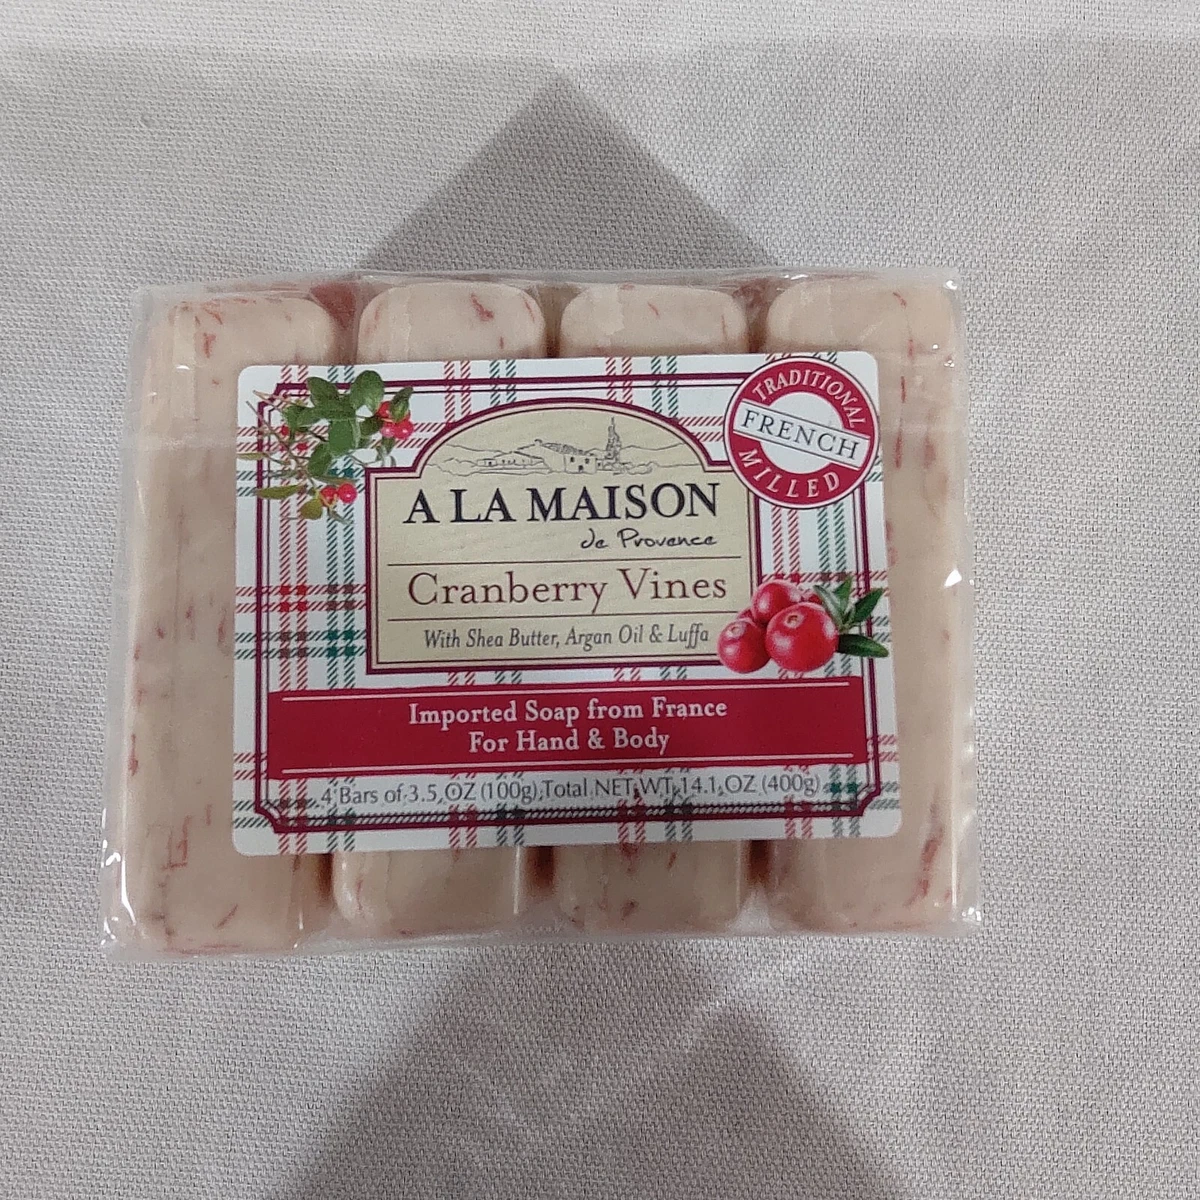 TRADITIONAL
FRENCH
MILLED
A LA MAISON
de Provence
Cranberry Vines
With Shea Butter, Argan Oil & Luffa
Imported Soap from France
For Hand & Body
4 Bars of 3.5 OZ (100g), Total NET WT. 14.1 OZ (400g)